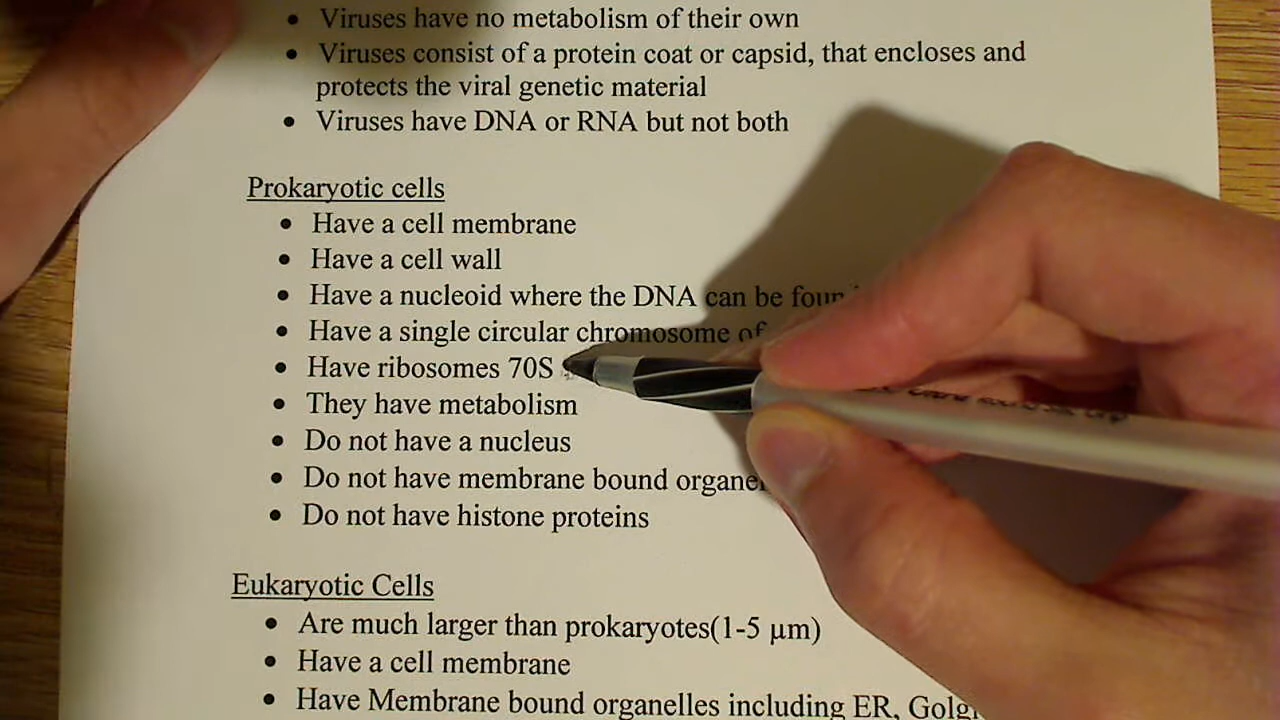 • Viruses have no metabolism of their own
• Viruses consist of a protein coat or capsid, that encloses and
protects the viral genetic material
• Viruses have DNA or RNA but not both
Prokaryotic cells
• Have a cell membrane
• Have a cell wall
• Have a nucleoid where the DNA can be
• Have a single circular chromosome of
• Have ribosomes 70S
• They have metabolism
• Do not have a nucleus
• Do not have membrane bound
• Do not have histone proteins
Eukaryotic Cells
• Are much larger than prokaryotes(1-5 µm)
• Have a cell membrane
• Have Membrane bound organelles including ER,